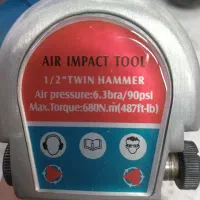 AIR IMPACT TOOL
1/2"TWIN HAMMER
Air pressure:6.3bra/90psi
Max.Torque:680N.m(487ft-lb)